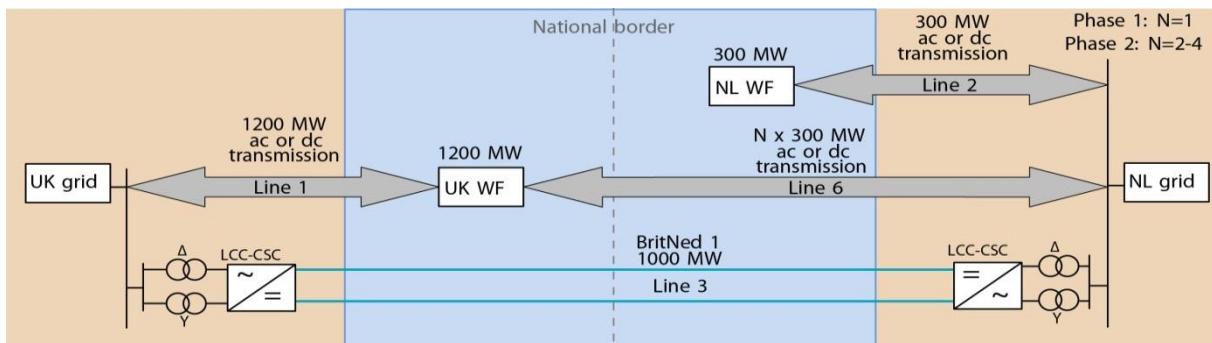 National border
300 MW
ac or dc
transmission
Line 2
Phase 1: N=1
Phase 2: N=2-4
300 MW
NL WF
1200 MW
ac or dc
transmission
Line 1
1200 MW
UK WF
N x 300 MW
ac or dc
transmission
Line 6
UK grid
NL grid
Δ
LCC-CSC
~
=
Y
BritNed 1
1000 MW
Line 3
LCC-CSC
=
~
Δ
Y